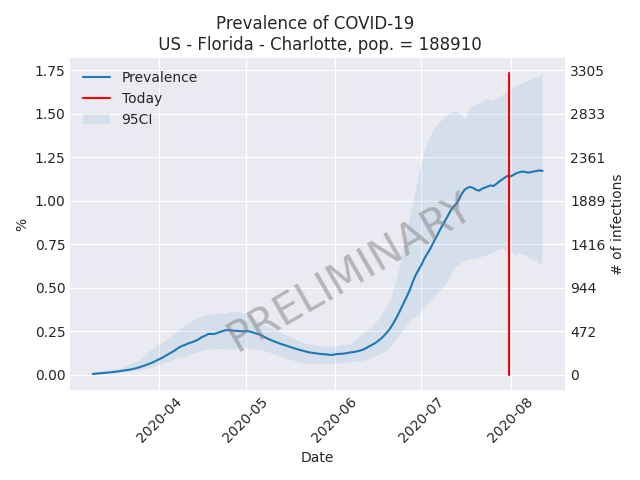 Prevalence of COVID-19
US - Florida - Charlotte, pop. = 188910
Prevalence
Today
95CI
1.75
1.50
1.25
1.00
0.75
0.50
0.25
0.00
%
3305
2833
2361
1889
1416
944
472
0
# of infections
PRELIMINARY
2020-04
2020-05
2020-06
2020-07
2020-08
Date